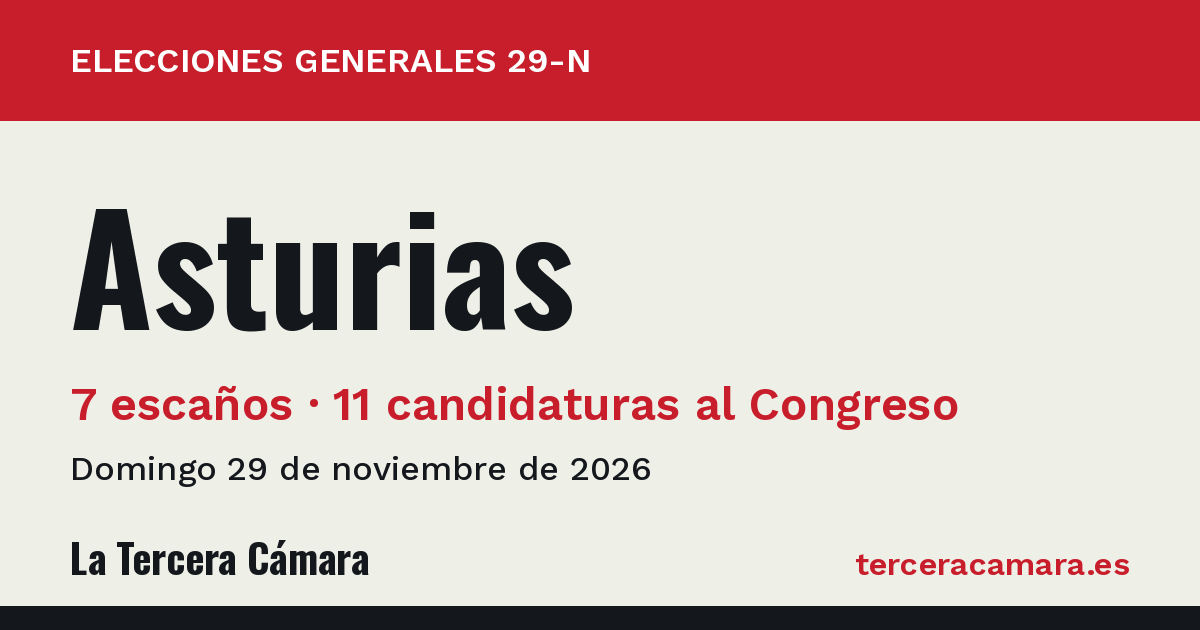 ELECCIONES GENERALES 29-N
Asturias
7 escaños · 11 candidaturas al Congreso
Domingo 29 de noviembre de 2026
La Tercera Cámara
terceracamara.es